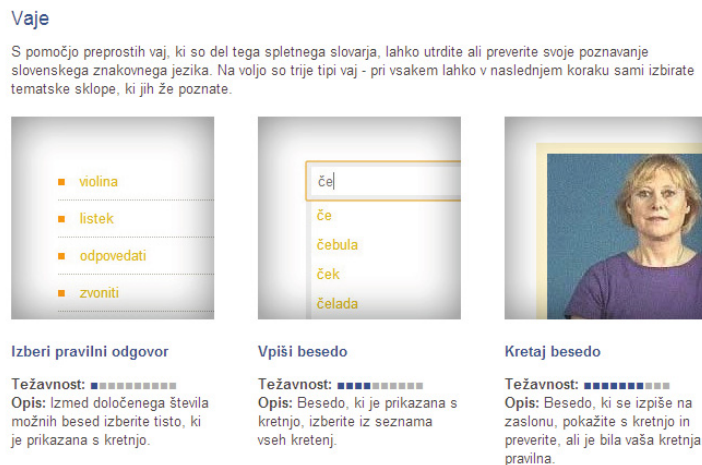 Vaje
S pomočjo preprostih vaj, ki so del tega spletnega slovarja, lahko utrdite ali preverite svoje poznavanje
slovenskega znakovnega jezika. Na voljo so trije tipi vaj - pri vsakem lahko v naslednjem koraku sami izbirate
tematske sklope, ki jih že poznate.
violina
listek
odpovedati
zvoniti
če
če
čebula
ček
čelada
Izberi pravilni odgovor
Težavnost:
Opis: Izmed določenega števila
možnih besed izberite tisto, ki
je prikazana s kretnjo.
Vpiši besedo
Težavnost:
Opis: Besedo, ki je prikazana s
kretnjo, izberite iz seznama
vseh kretenj.
Kretaj besedo
Težavnost:
Opis: Besedo, ki se izpiše na
zaslonu, pokažite s kretnjo in
preverite, ali je bila vaša kretnja
pravilna.